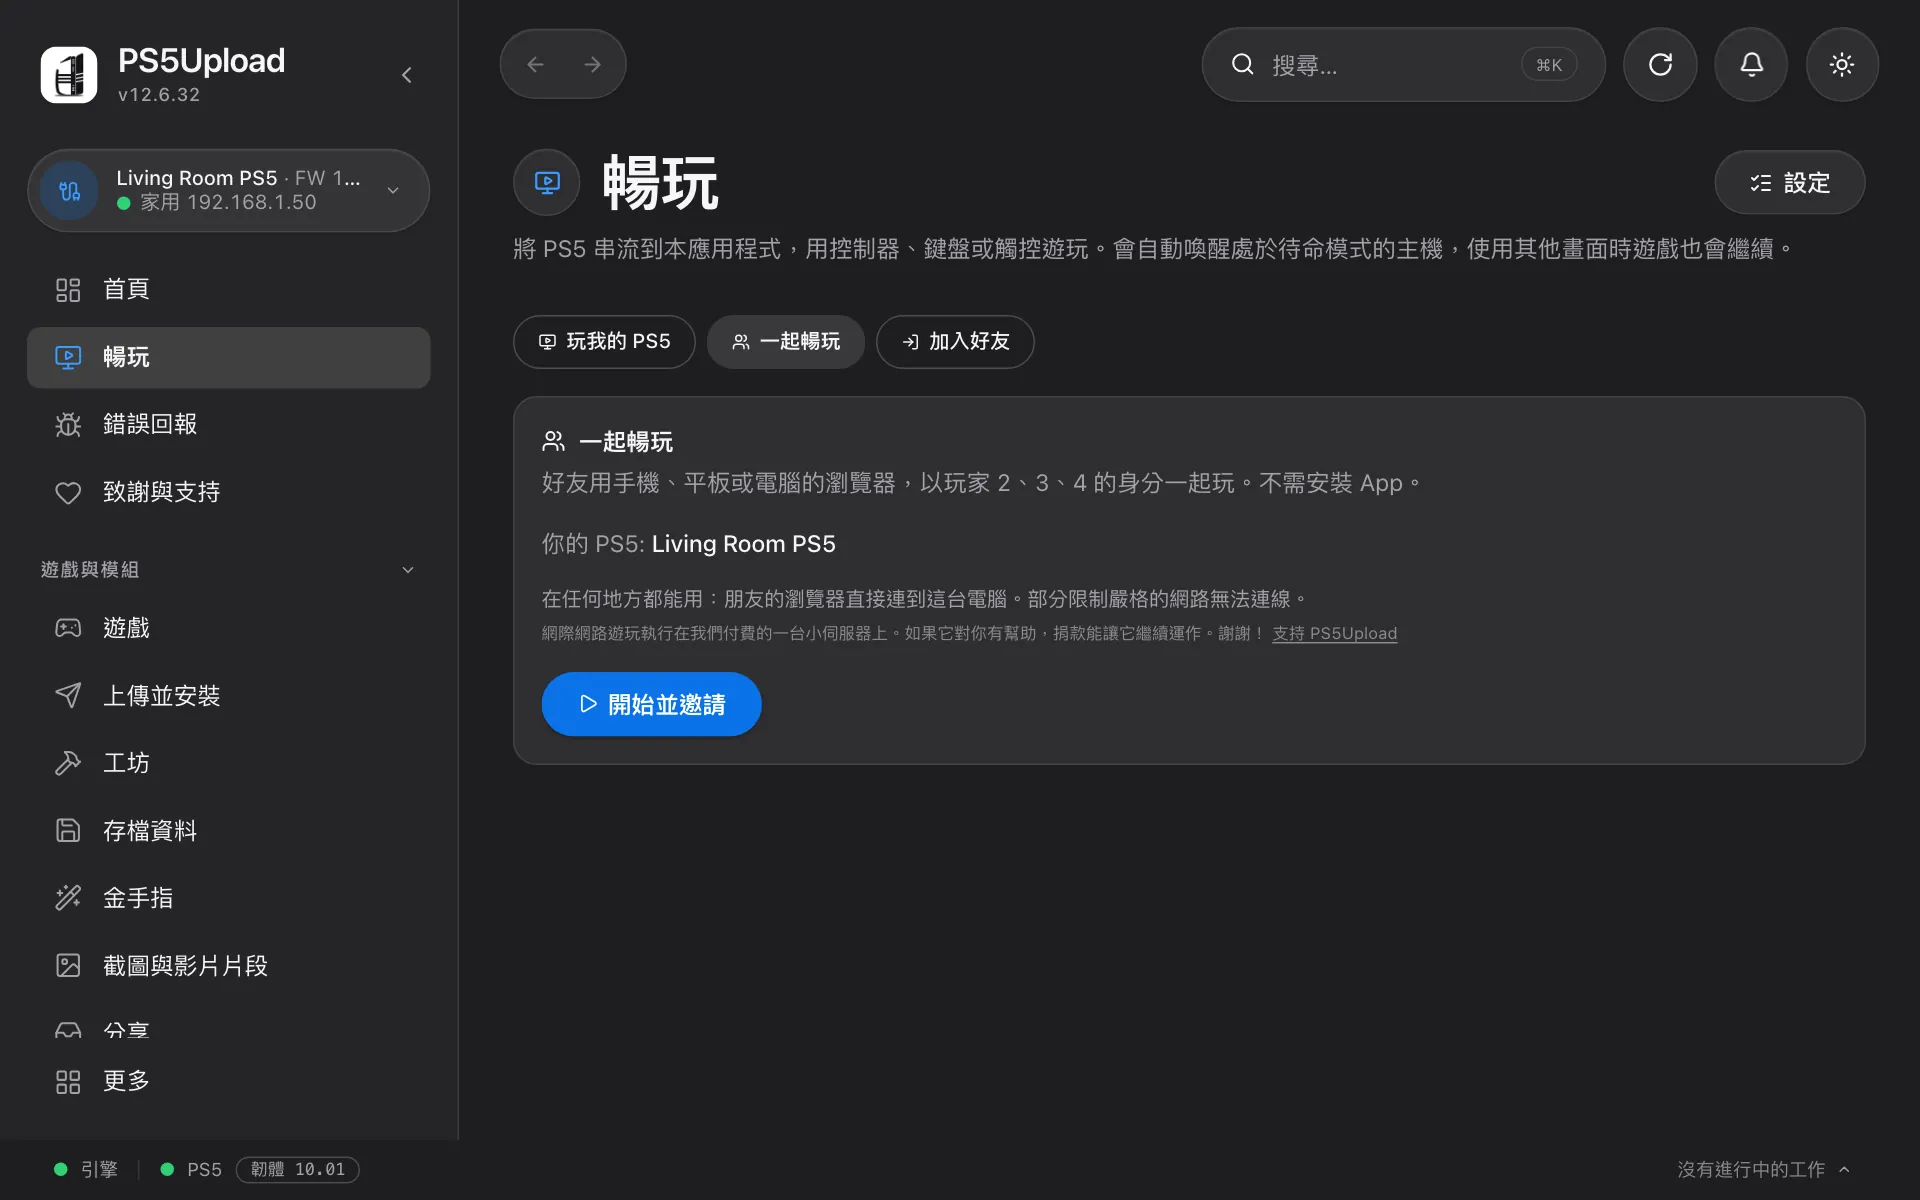 PS5Upload
v12.6.32
Living Room PS5 · FW 1...
家用 192.168.1.50
首頁
暢玩
錯誤回報
致謝與支持
遊戲與模組
遊戲
上傳並安裝
工坊
存檔資料
金手指
截圖與影片片段
分享
更多
搜尋...
⌘K
暢玩
設定
將 PS5 串流到本應用程式，用控制器、鍵盤或觸控遊玩。會自動喚醒處於待命模式的主機，使用其他畫面時遊戲也會繼續。
玩我的 PS5
一起暢玩
加入好友
一起暢玩
好友用手機、平板或電腦的瀏覽器，以玩家 2、3、4 的身分一起玩。不需安裝 App。
你的 PS5: Living Room PS5
在任何地方都能用：朋友的瀏覽器直接連到這台電腦。部分限制嚴格的網路無法連線。
網際網路遊玩執行在我們付費的一台小伺服器上。如果它對你有幫助，捐款能讓它繼續運作。謝謝！ 支持 PS5Upload
開始並邀請
引擎
PS5
韌體 10.01
沒有進行中的工作